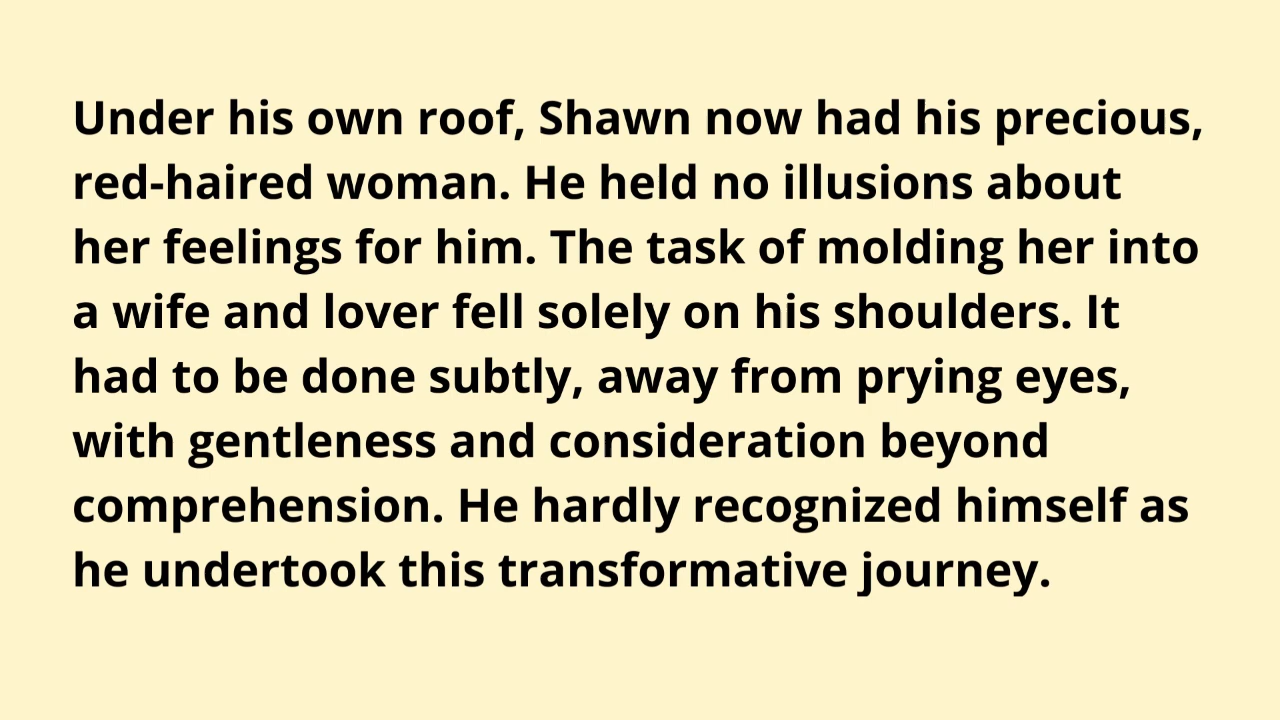 Under his own roof, Shawn now had his precious,
red-haired woman. He held no illusions about
her feelings for him. The task of molding her into
a wife and lover fell solely on his shoulders. It
had to be done subtly, away from prying eyes,
with gentleness and consideration beyond
comprehension. He hardly recognized himself as
he undertook this transformative journey.